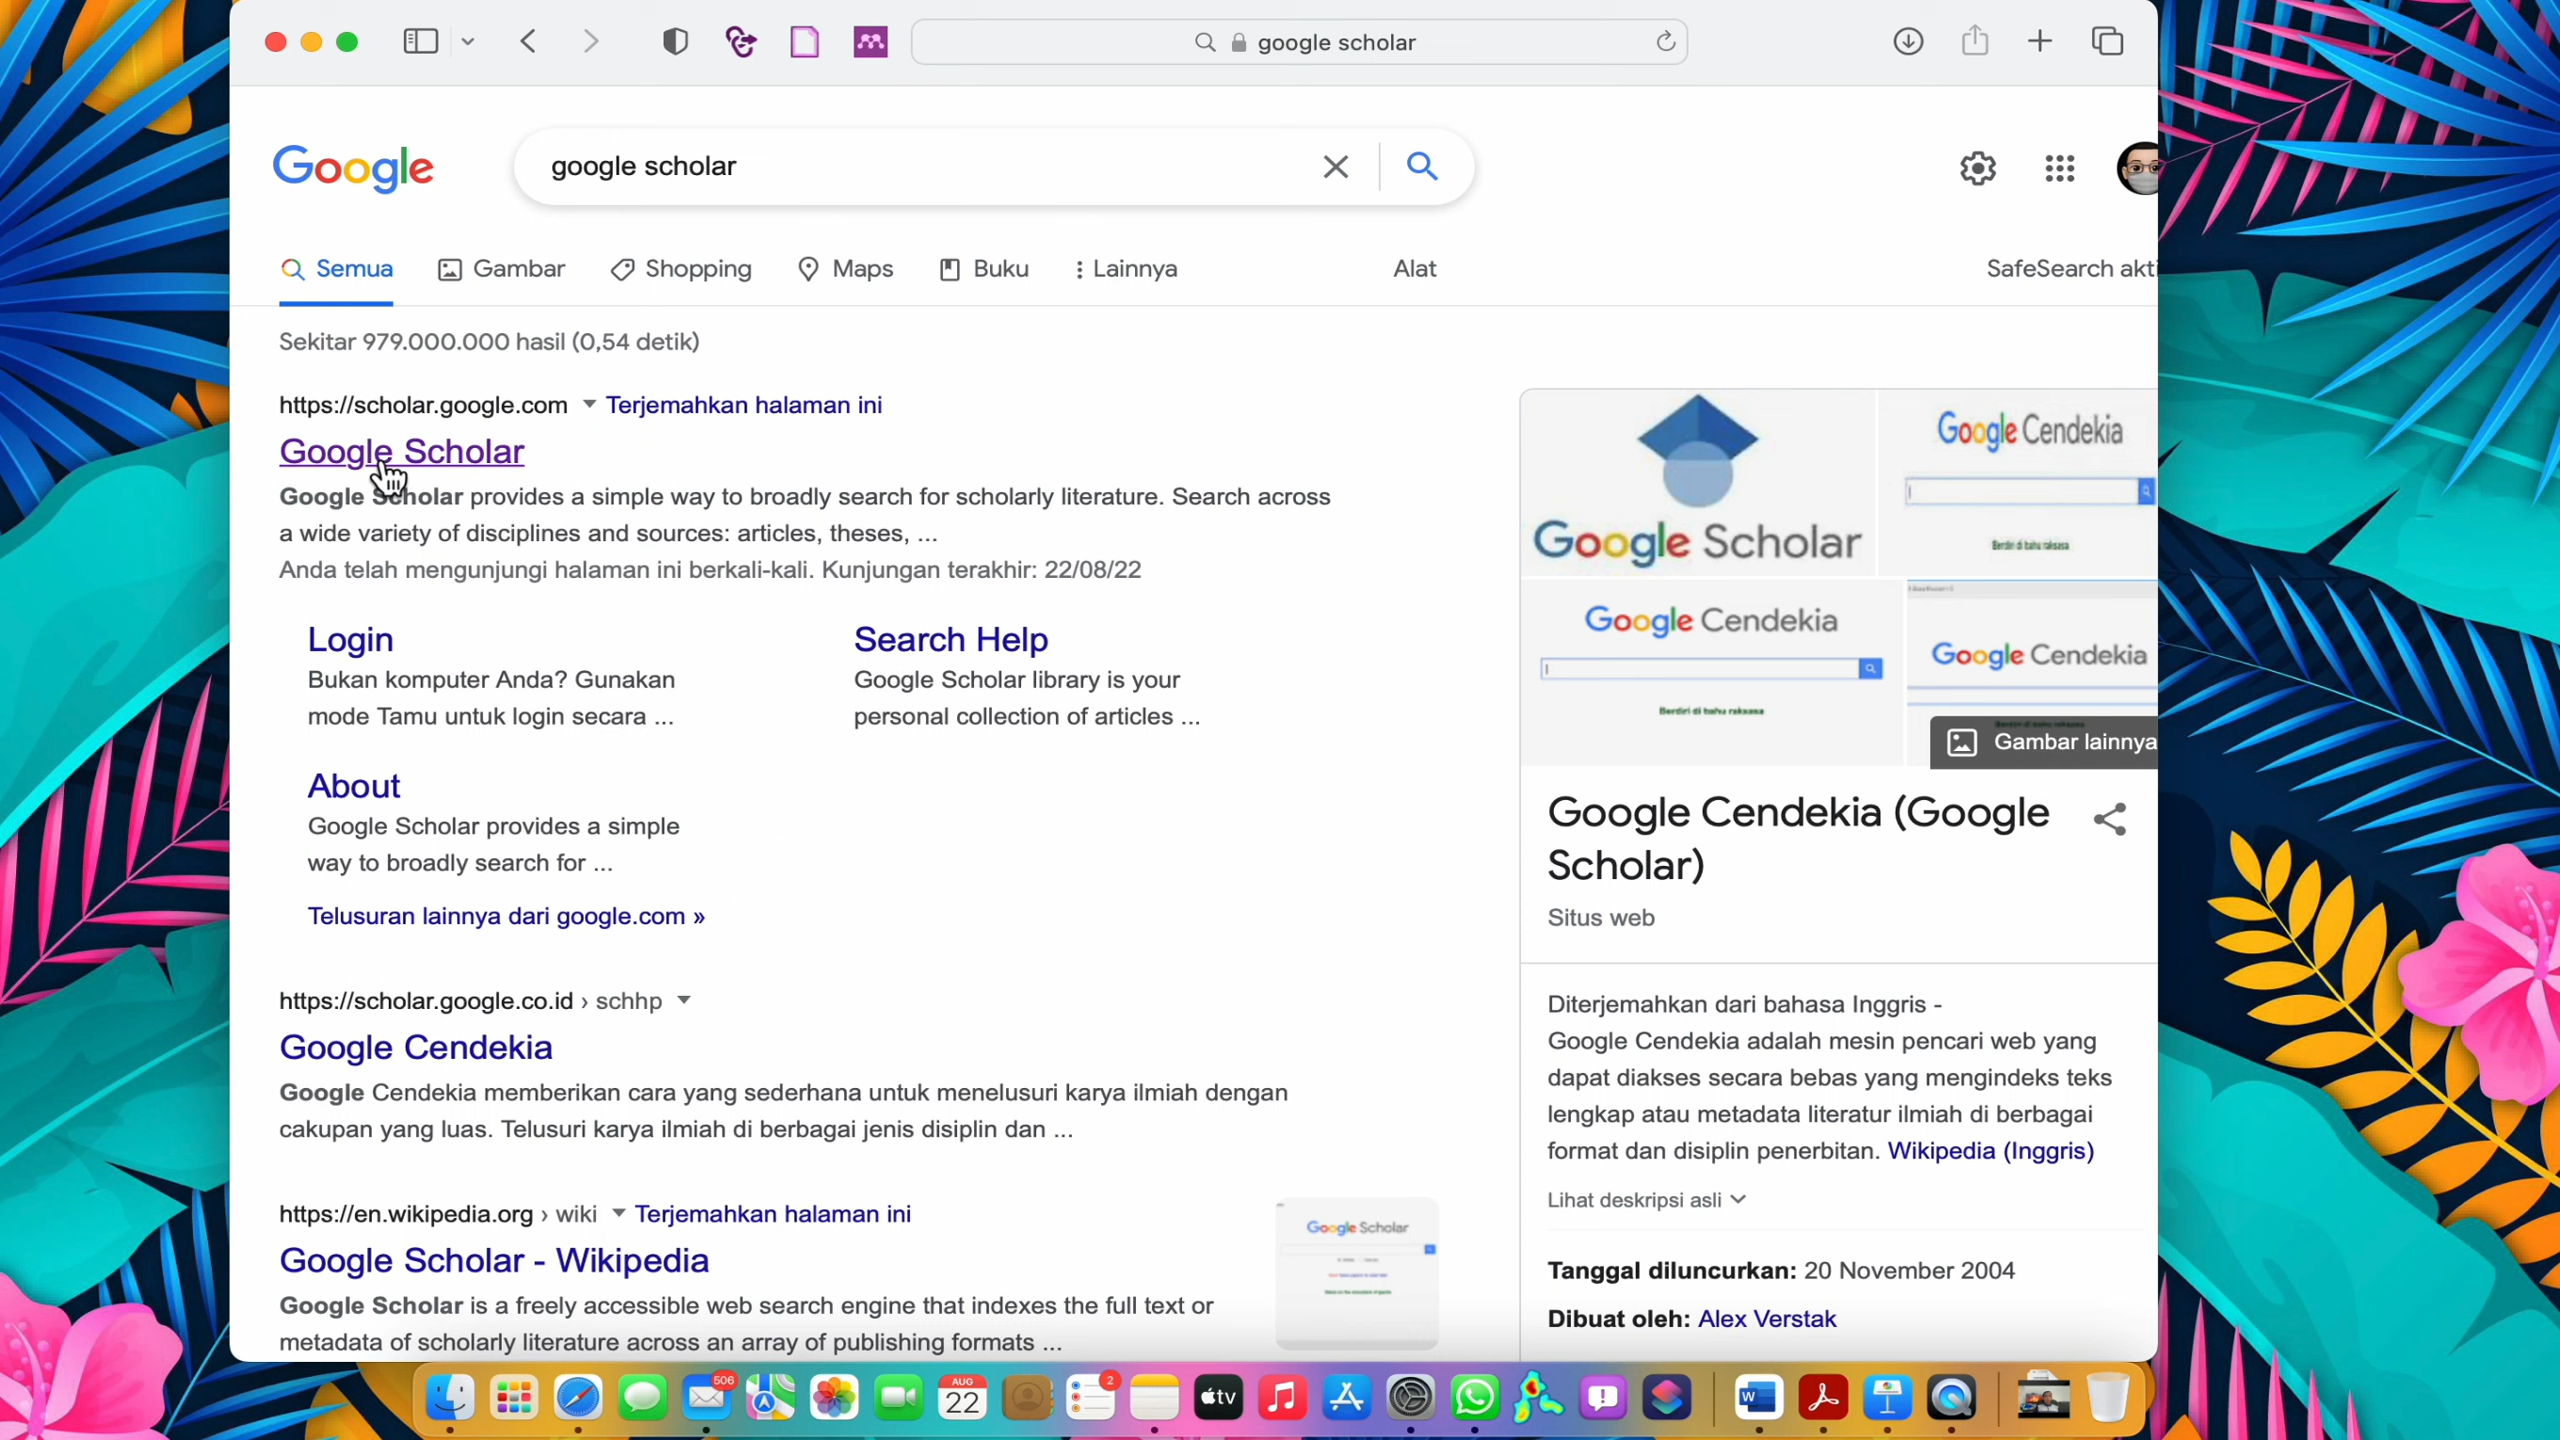 google scholar
Google
google scholar
Semua
Gambar
Shopping
Maps
Buku
Lainnya
Alat
SafeSearch akti
Sekitar 979.000.000 hasil (0,54 detik)
https://scholar.google.com Terjemahkan halaman ini
Google Scholar
Google Scholar provides a simple way to broadly search for scholarly literature. Search across
a wide variety of disciplines and sources: articles, theses, ...
Anda telah mengunjungi halaman ini berkali-kali. Kunjungan terakhir: 22/08/22
Login
Bukan komputer Anda? Gunakan
mode Tamu untuk login secara ...
Search Help
Google Scholar library is your
personal collection of articles ...
About
Google Scholar provides a simple
way to broadly search for ...
Telusuran lainnya dari google.com »
https://scholar.google.co.id › schhp
Google Cendekia
Google Cendekia memberikan cara yang sederhana untuk menelusuri karya ilmiah dengan
cakupan yang luas. Telusuri karya ilmiah di berbagai jenis disiplin dan ...
https://en.wikipedia.org › wiki Terjemahkan halaman ini
Google Scholar - Wikipedia
Google Scholar is a freely accessible web search engine that indexes the full text or
metadata of scholarly literature across an array of publishing formats ...
Google Scholar
Google Scholar
Google Cendekia
Berdiri di bahu raksasa
Google Cendekia
Berdiri di bahu raksasa
Google Cendekia
Gambar lainnya
Google Cendekia (Google
Scholar)
Situs web
Diterjemahkan dari bahasa Inggris -
Google Cendekia adalah mesin pencari web yang
dapat diakses secara bebas yang mengindeks teks
lengkap atau metadata literatur ilmiah di berbagai
format dan disiplin penerbitan. Wikipedia (Inggris)
Lihat deskripsi asli
Tanggal diluncurkan: 20 November 2004
Dibuat oleh: Alex Verstak
506
AUG
22
2
tv
W